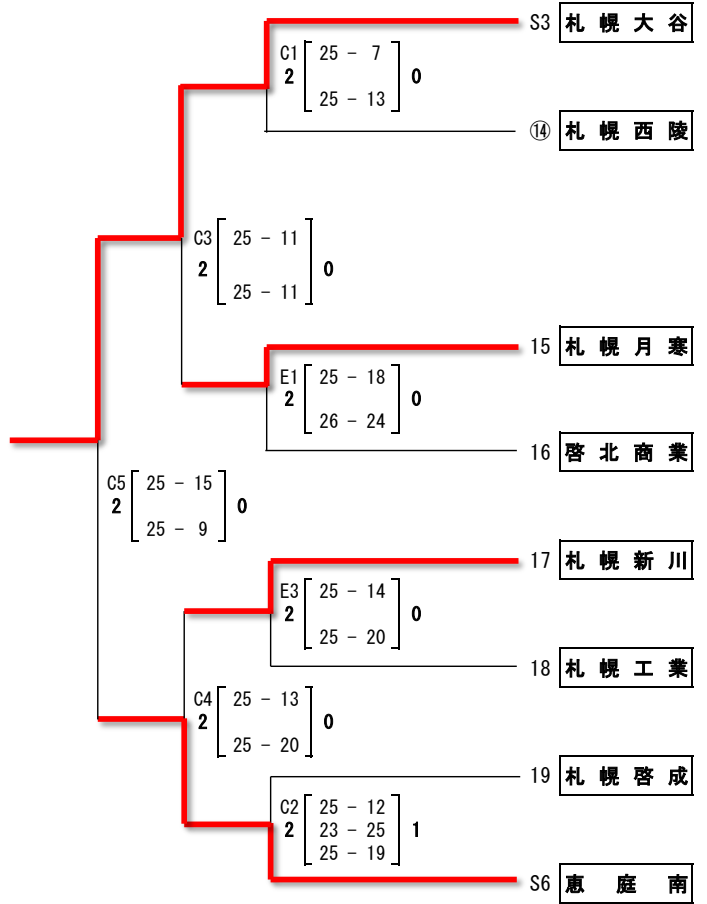 S3 札幌大谷
C1 25 - 7
2 0
25 - 13
⑭ 札幌西陵
C3 25 - 11
2 0
25 - 11
15 札幌月寒
E1 25 - 18
2 0
26 - 24
16 啓北商業
C5 25 - 15
2 0
25 - 9
17 札幌新川
E3 25 - 14
2 0
25 - 20
18 札幌工業
C4 25 - 13
2 0
25 - 20
19 札幌啓成
C2 25 - 12
2 23 - 25 1
25 - 19
S6 恵庭南